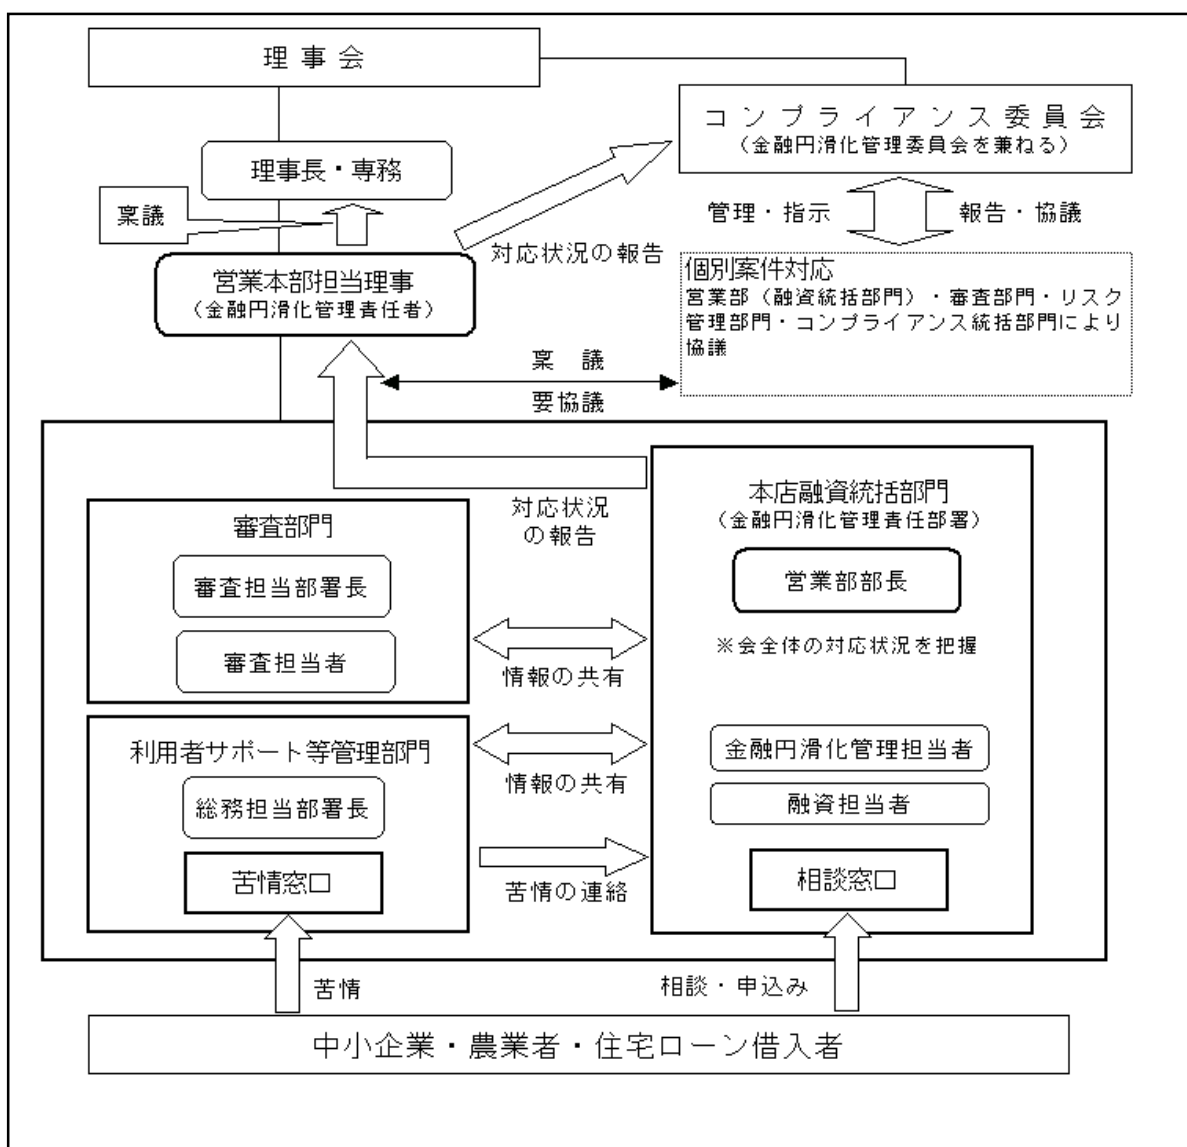 理事会
コンプライアンス委員会
（金融円滑化管理委員会を兼ねる）
理事長・専務
稟議
管理・指示
報告・協議
対応状況の報告
営業本部担当理事
（金融円滑化管理責任者）
個別案件対応
営業部（融資統括部門）・審査部門・リスク
管理部門・コンプライアンス統括部門により
協議
稟　議
要協議
本店融資統括部門
（金融円滑化管理責任部署）
対応状況
の報告
審査部門
審査担当部署長
審査担当者
営業部部長
※会全体の対応状況を把握
情報の共有
利用者サポート等管理部門
総務担当部署長
苦情窓口
情報の共有
苦情の連絡
金融円滑化管理担当者
融資担当者
相談窓口
苦情
相談・申込み
中小企業・農業者・住宅ローン借入者